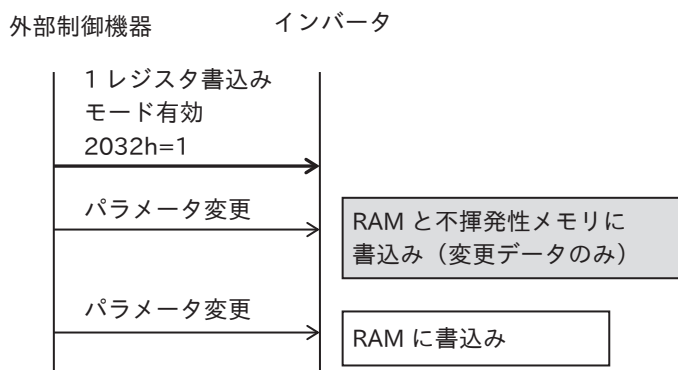 外部制御機器
インバータ
1 レジスタ書込み
モード有効
2032h=1
パラメータ変更
RAM と不揮発性メモリに
書込み（変更データのみ）
パラメータ変更
RAM に書込み